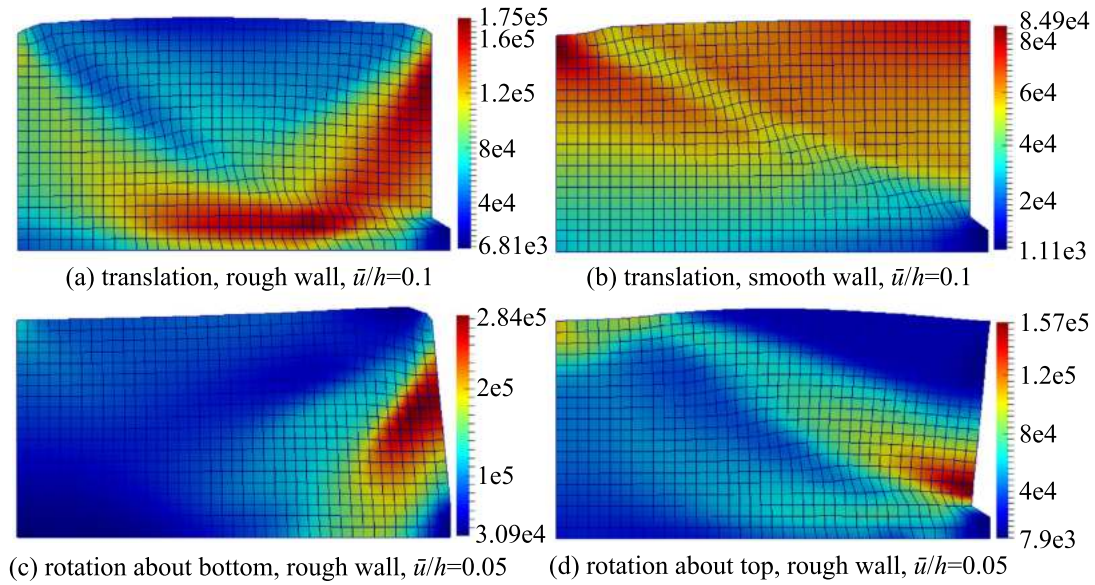 1.75e5
1.6e5
1.2e5
8e4
4e4
6.81e3
8.49e4
8e4
6e4
4e4
2e4
1.11e3
(a) translation, rough wall, ū/h=0.1
(b) translation, smooth wall, ū/h=0.1
2.84e5
2e5
1e5
3.09e4
1.57e5
1.2e5
8e4
4e4
7.9e3
(c) rotation about bottom, rough wall, ū/h=0.05
(d) rotation about top, rough wall, ū/h=0.05